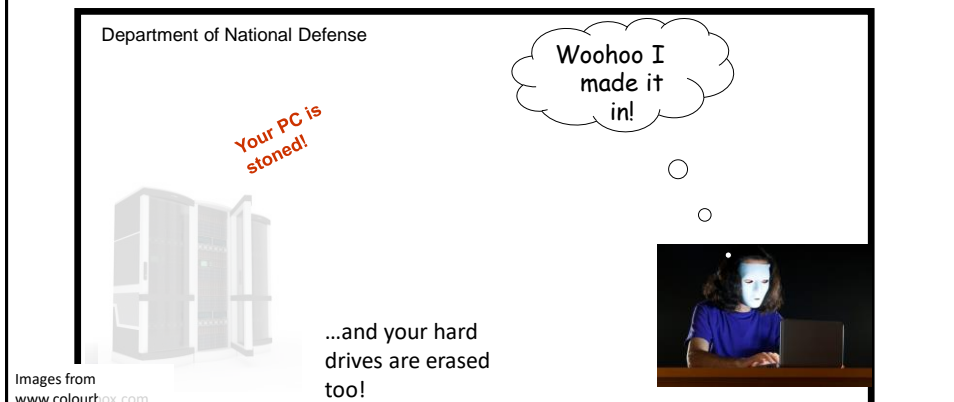 Department of National Defense
Woohoo I
made it
in!
Your PC is
stoned!
…and your hard
drives are erased
too!
Images from
www.colourbox.com